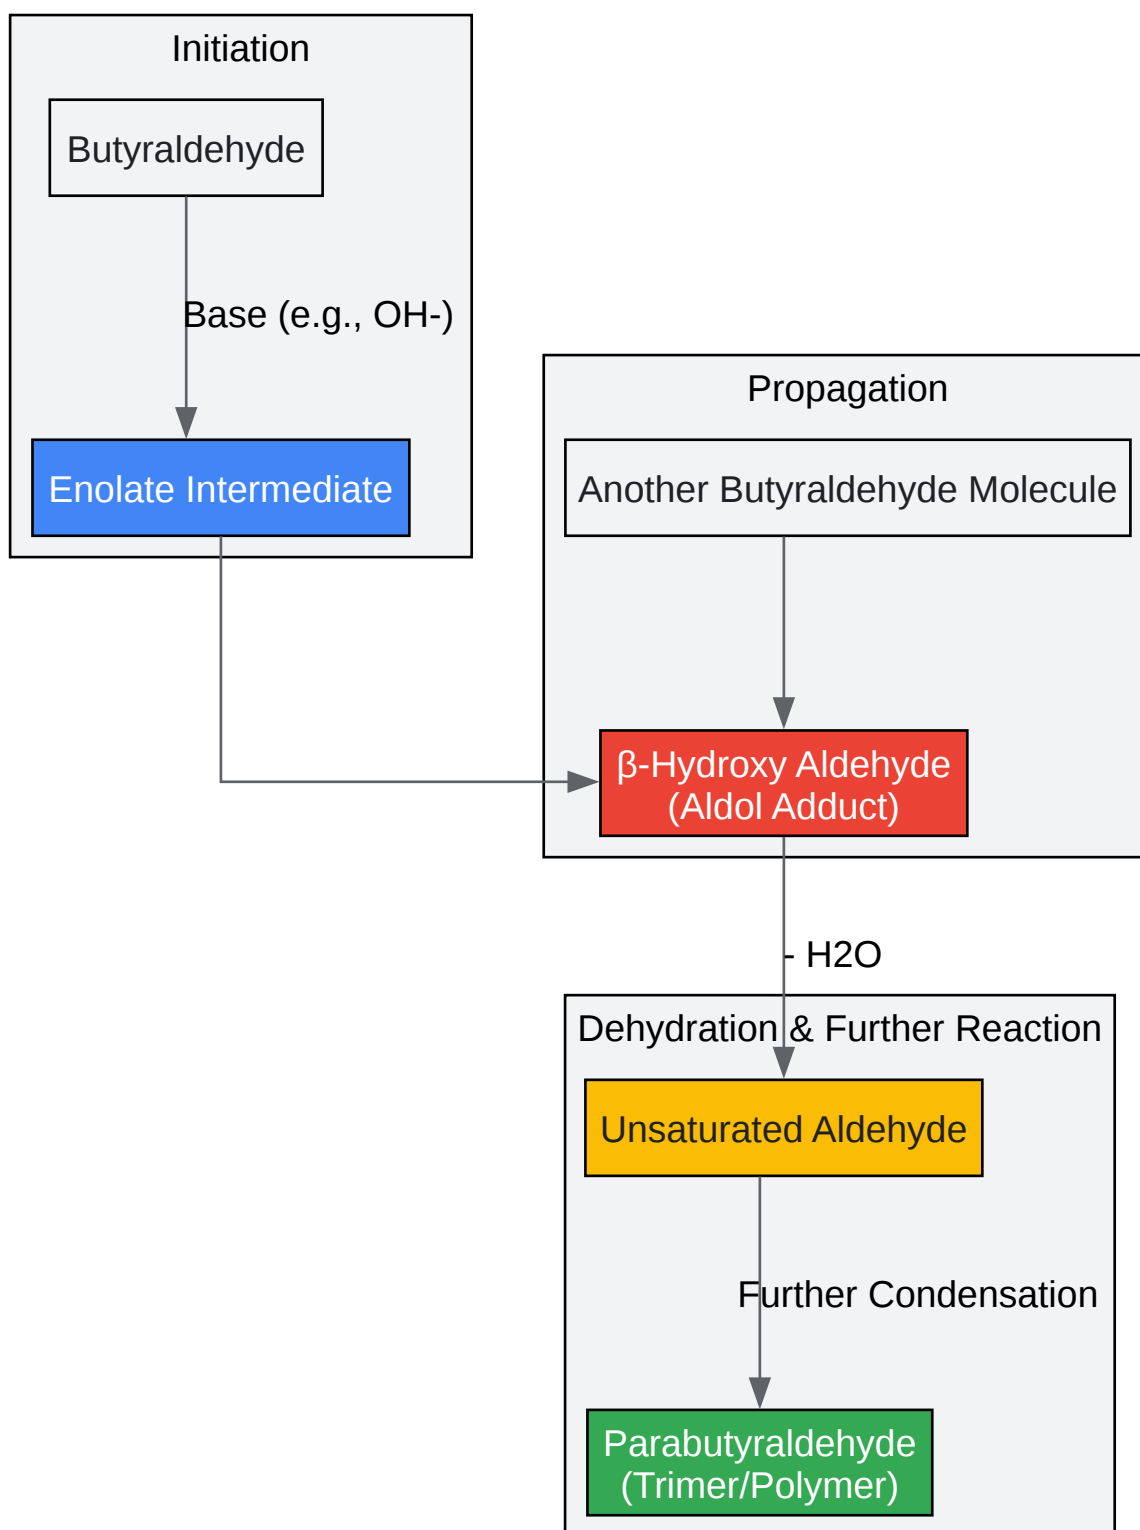 Initiation
Butyraldehyde
Base (e.g., OH-)
Enolate Intermediate
Propagation
Another Butyraldehyde Molecule
β-Hydroxy Aldehyde
(Aldol Adduct)
- H2O
Dehydration & Further Reaction
Unsaturated Aldehyde
Further Condensation
Parabutyraldehyde
(Trimer/Polymer)